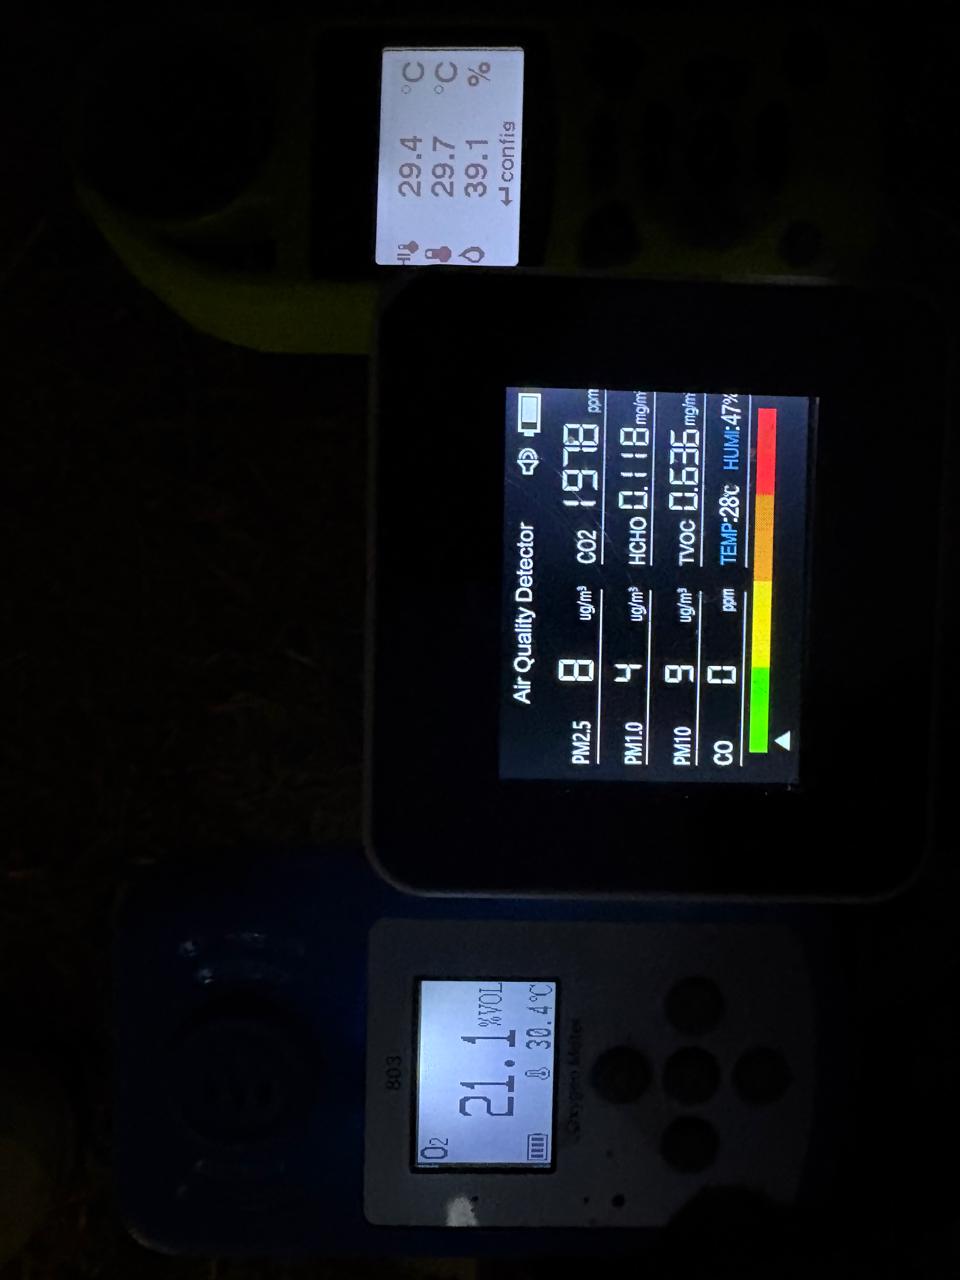 803
O2
21.1 %VOL
30.4℃
Oxygen Meter
Air Quality Detector
PM2.5 8 ug/m³
CO2 1978 ppm
PM1.0 4 ug/m³
HCHO 0.118 mg/m³
PM10 9 ug/m³
TVOC 0.636 mg/m³
CO 0 ppm
TEMP:28℃ HUMI:47%
HI 29.4 °C
29.7 °C
39.1 %
↵ config